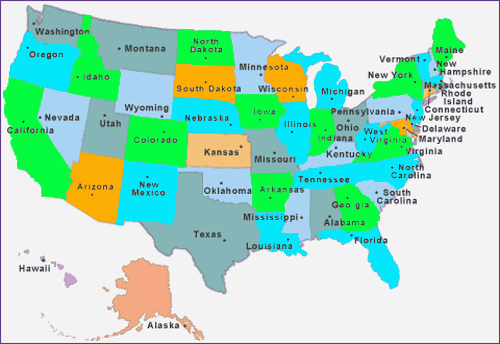 Washington
Montana
North
Dakota
Minnesota
Vermont
Maine
New
Hampshire
Oregon
Idaho
South Dakota
Wisconsin
Michigan
New York
Massachusetts
Rhode
Island
Connecticut
Wyoming
Nebraska
Iowa
Pennsylvania
New Jersey
Nevada
Utah
Colorado
Illinois
Indiana
Ohio
West
Virginia
Delaware
Maryland
California
Kansas
Missouri
Kentucky
Virginia
Arizona
New
Mexico
Oklahoma
Arkansas
Tennessee
North
Carolina
South
Carolina
Texas
Mississippi
Alabama
Georgia
Louisiana
Florida
Hawaii
Alaska